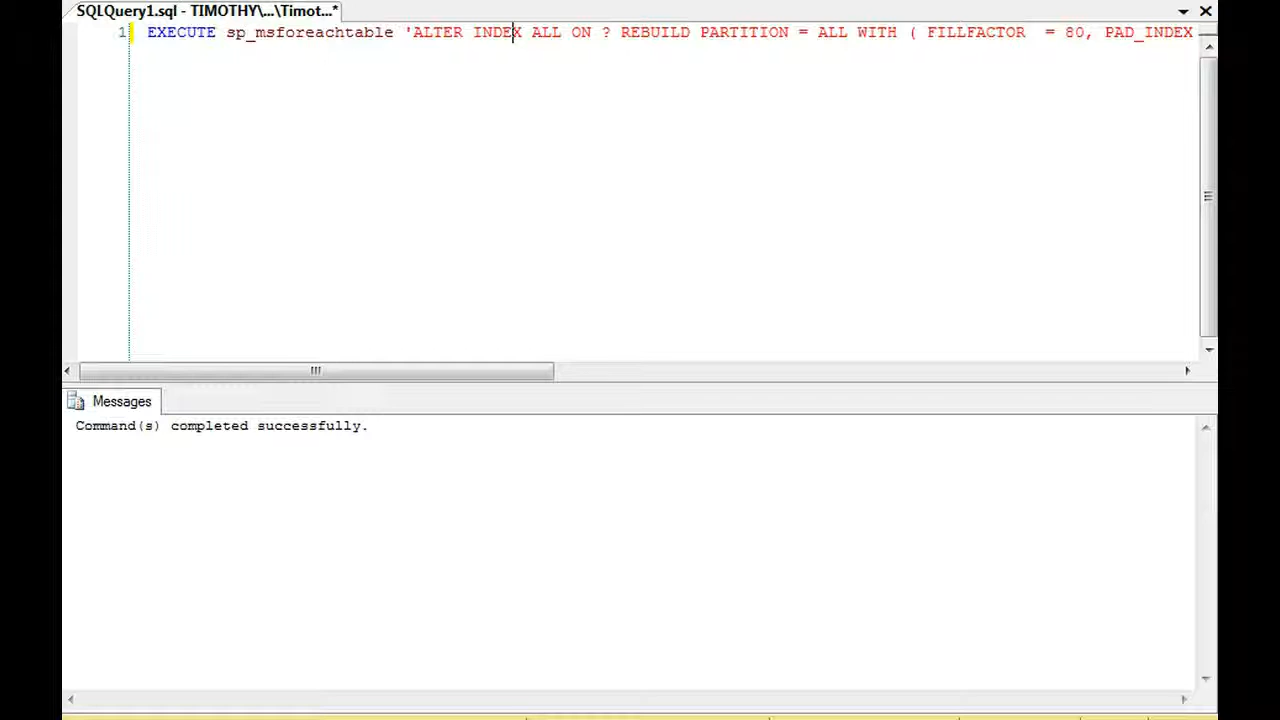 SQLQuery1.sql - TIMOTHY\...\Timot...*
1 EXECUTE sp_msforeachtable 'ALTER INDEX ALL ON ? REBUILD PARTITION = ALL WITH ( FILLFACTOR = 80, PAD_INDEX
Messages
Command(s) completed successfully.